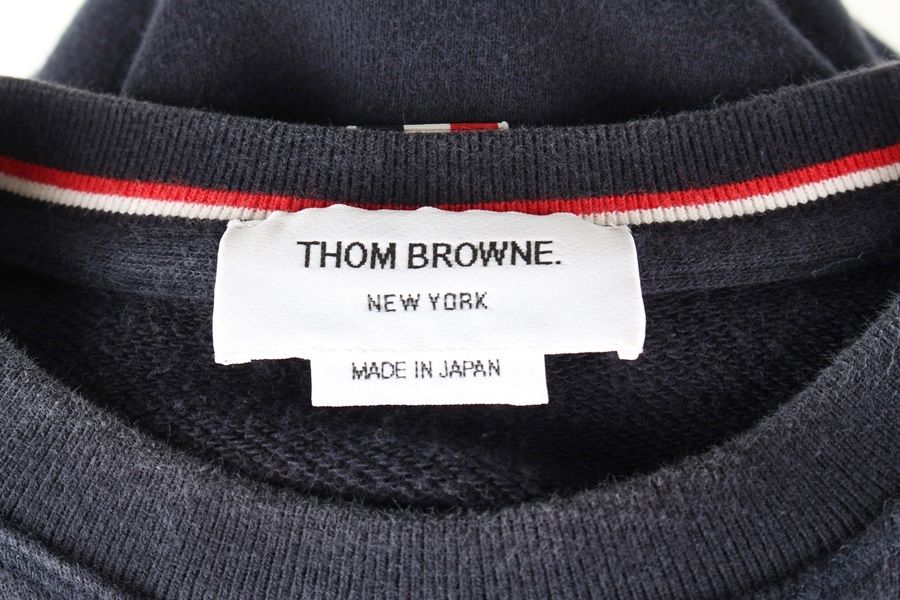 THOM BROWNE.
NEW YORK
MADE IN JAPAN